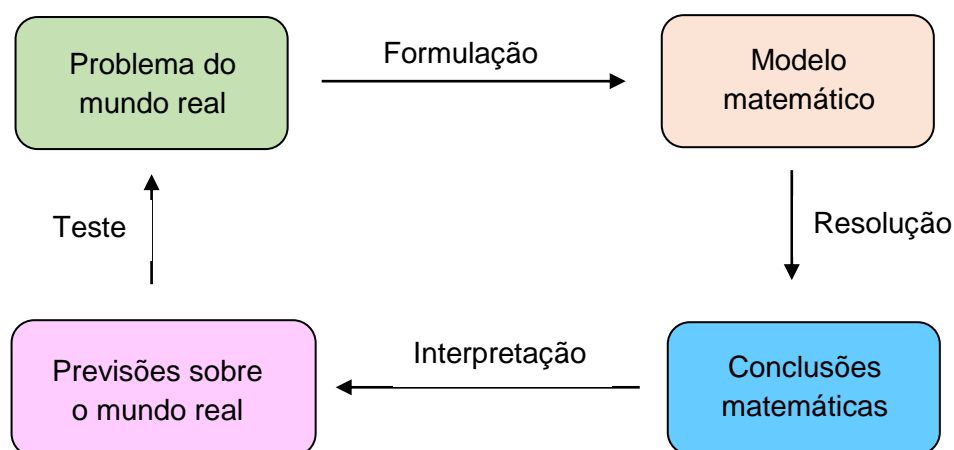 Problema do
mundo real
Formulação
Modelo
matemático
Teste
Resolução
Previsões sobre
o mundo real
Interpretação
Conclusões
matemáticas